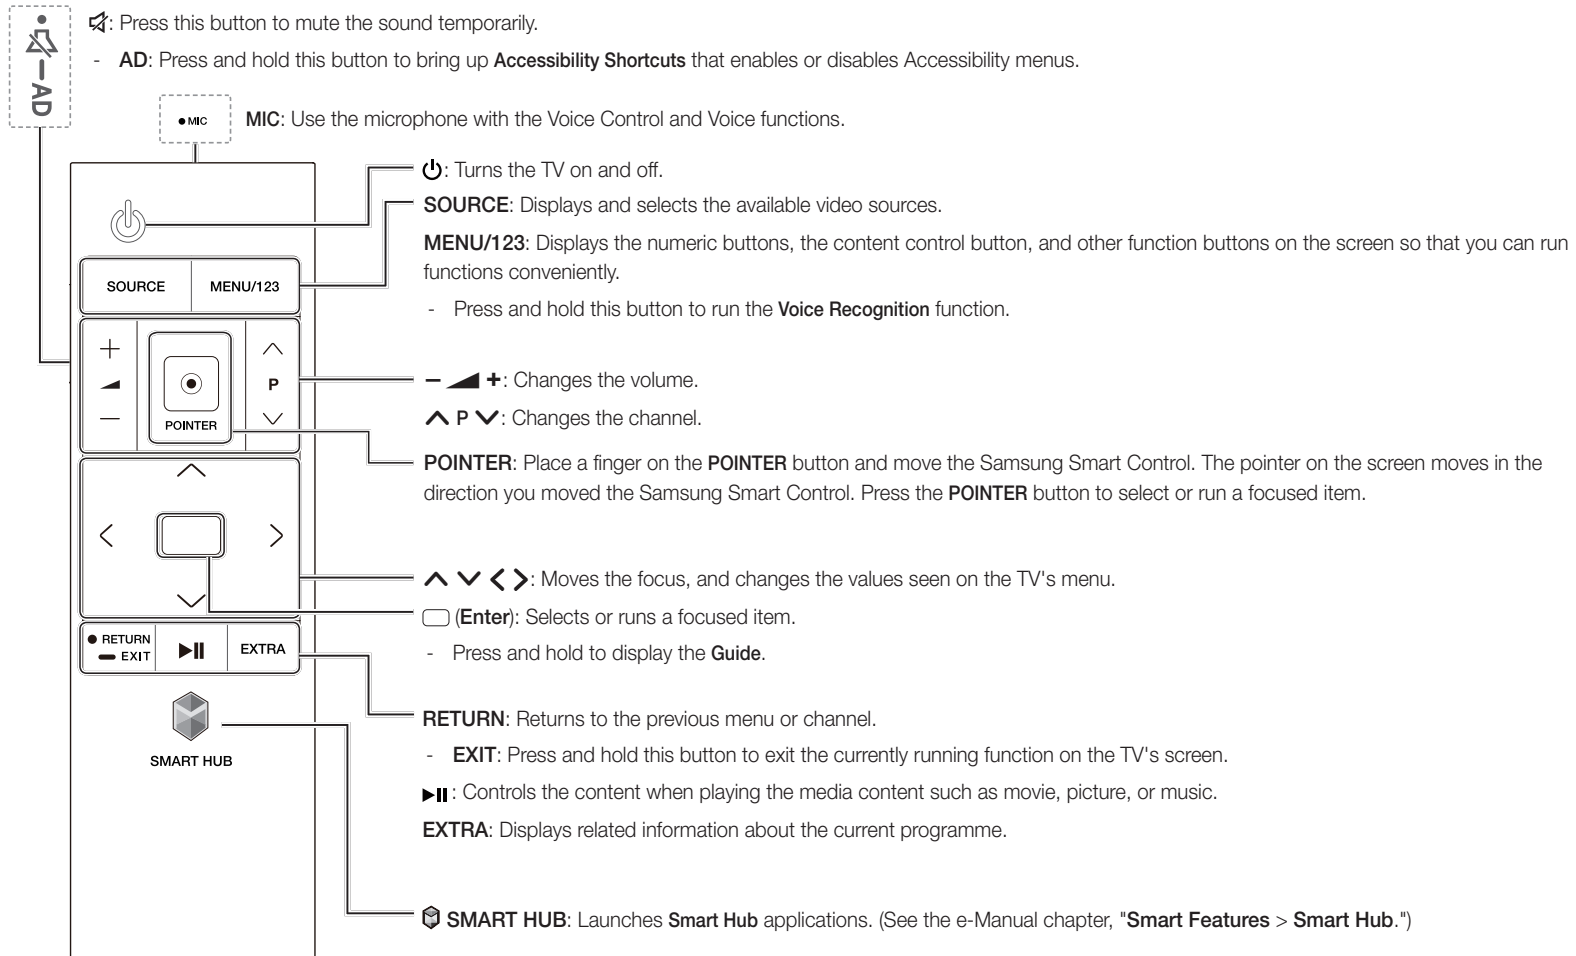 : Press this button to mute the sound temporarily.
- AD: Press and hold this button to bring up Accessibility Shortcuts that enables or disables Accessibility menus.
AD
MIC
MIC: Use the microphone with the Voice Control and Voice functions.
: Turns the TV on and off.
SOURCE: Displays and selects the available video sources.
MENU/123: Displays the numeric buttons, the content control button, and other function buttons on the screen so that you can run
functions conveniently.
- Press and hold this button to run the Voice Recognition function.
SOURCE
MENU/123
+
P
−
POINTER
− +: Changes the volume.
P : Changes the channel.
POINTER: Place a finger on the POINTER button and move the Samsung Smart Control. The pointer on the screen moves in the
direction you moved the Samsung Smart Control. Press the POINTER button to select or run a focused item.
: Moves the focus, and changes the values seen on the TV's menu.
(Enter): Selects or runs a focused item.
- Press and hold to display the Guide.
RETURN
EXIT
EXTRA
RETURN: Returns to the previous menu or channel.
- EXIT: Press and hold this button to exit the currently running function on the TV's screen.
: Controls the content when playing the media content such as movie, picture, or music.
EXTRA: Displays related information about the current programme.
SMART HUB
SMART HUB: Launches Smart Hub applications. (See the e-Manual chapter, "Smart Features > Smart Hub.")